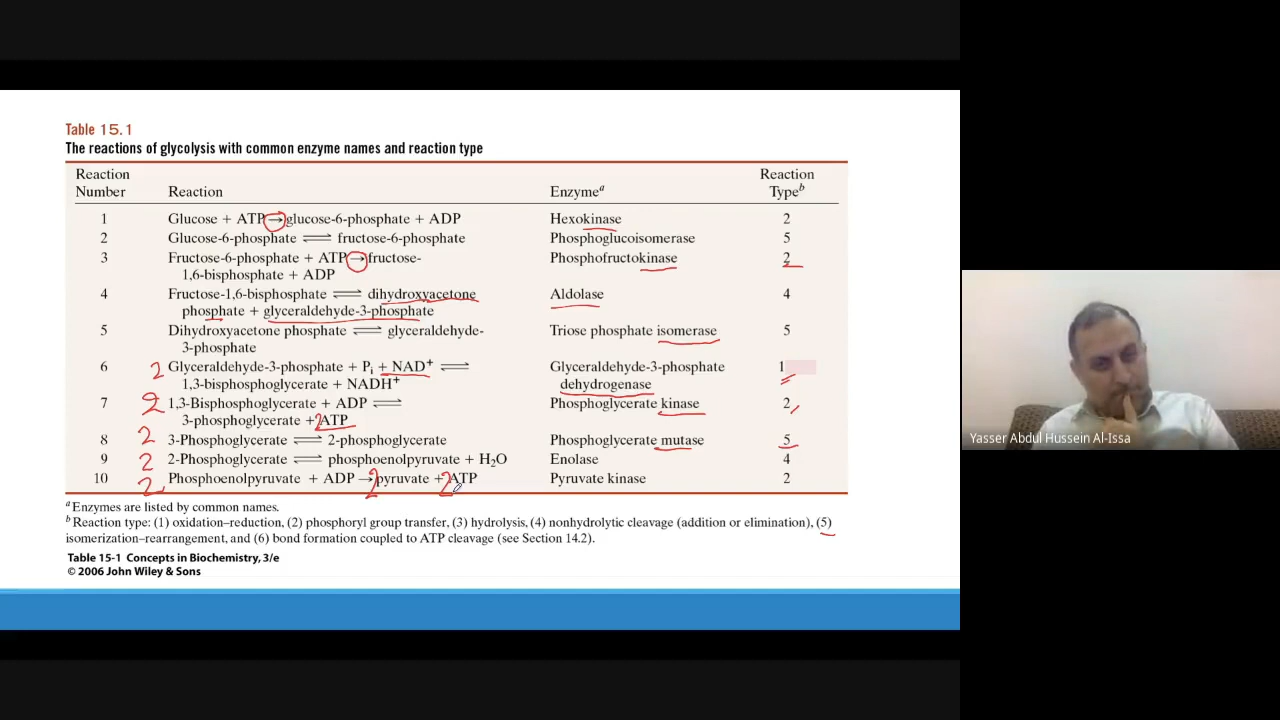 Table 15.1
The reactions of glycolysis with common enzyme names and reaction type
Reaction Number Reaction Enzymeᵃ Reaction Typeᵇ
1 Glucose + ATP → glucose-6-phosphate + ADP Hexokinase 2
2 Glucose-6-phosphate ⇌ fructose-6-phosphate Phosphoglucoisomerase 5
3 Fructose-6-phosphate + ATP → fructose- Phosphofructokinase 2
1,6-bisphosphate + ADP
4 Fructose-1,6-bisphosphate ⇌ dihydroxyacetone Aldolase 4
phosphate + glyceraldehyde-3-phosphate
5 Dihydroxyacetone phosphate ⇌ glyceraldehyde- Triose phosphate isomerase 5
3-phosphate
2 6 Glyceraldehyde-3-phosphate + Pᵢ + NAD⁺ ⇌ Glyceraldehyde-3-phosphate 1
1,3-bisphosphoglycerate + NADH⁺ dehydrogenase
2 7 1,3-Bisphosphoglycerate + ADP ⇌ Phosphoglycerate kinase 2
3-phosphoglycerate + 2 ATP
2 8 3-Phosphoglycerate ⇌ 2-phosphoglycerate Phosphoglycerate mutase 5
2 9 2-Phosphoglycerate ⇌ phosphoenolpyruvate + H₂O Enolase 4
2 10 Phosphoenolpyruvate + ADP → 2 pyruvate + 2 ATP Pyruvate kinase 2
ᵃEnzymes are listed by common names.
ᵇReaction type: (1) oxidation–reduction, (2) phosphoryl group transfer, (3) hydrolysis, (4) nonhydrolytic cleavage (addition or elimination), (5)
isomerization–rearrangement, and (6) bond formation coupled to ATP cleavage (see Section 14.2).
Table 15-1 Concepts in Biochemistry, 3/e
© 2006 John Wiley & Sons
Yasser Abdul Hussein Al-Issa